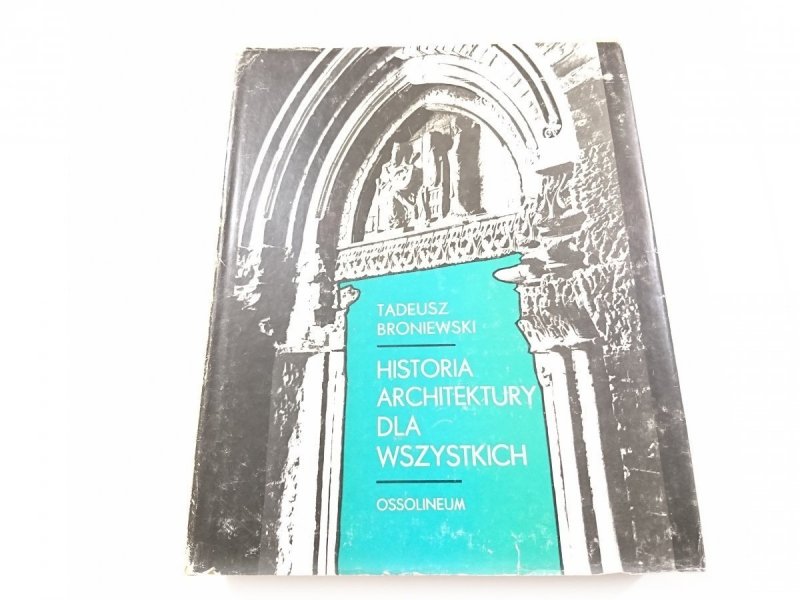 TADEUSZ
BRONIEWSKI
HISTORIA
ARCHITEKTURY
DLA
WSZYSTKICH
OSSOLINEUM